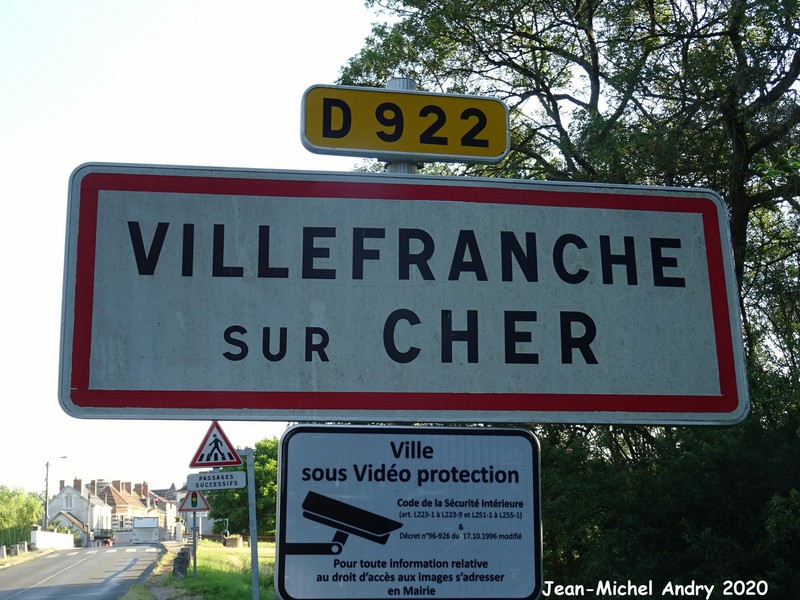 D 922
VILLEFRANCHE
SUR CHER
PASSAGES
SUCCESSIFS
Ville
sous Vidéo protection
Code de la Sécurité Intérieure
(art. L223-1 à L223-9 et L251-1 à L255-1)
&
Décret n°96-926 du 17.10.1996 modifié
Pour toute information relative
au droit d'accès aux images s'adresser
en Mairie
Jean-Michel Andry 2020